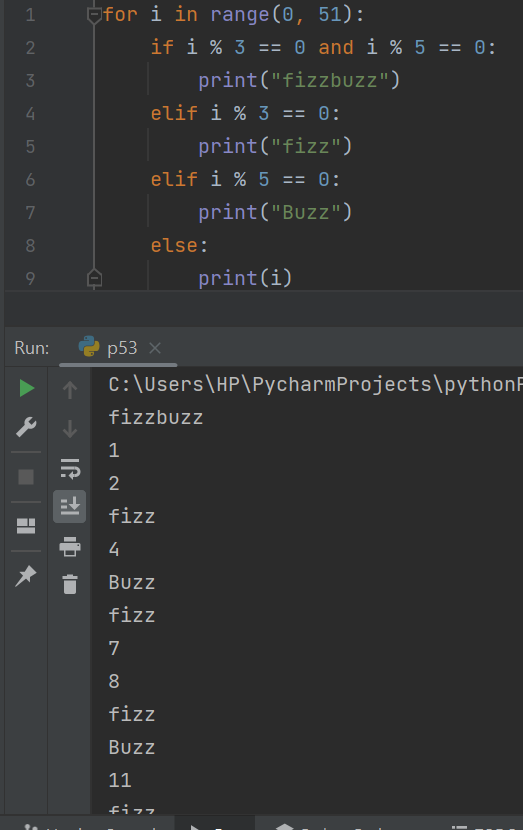 1 for i in range(0, 51):
2 if i % 3 == 0 and i % 5 == 0:
3 print("fizzbuzz")
4 elif i % 3 == 0:
5 print("fizz")
6 elif i % 5 == 0:
7 print("Buzz")
8 else:
9 print(i)
Run: p53
C:\Users\HP\PycharmProjects\python
fizzbuzz
1
2
fizz
4
Buzz
fizz
7
8
fizz
Buzz
11
fizz